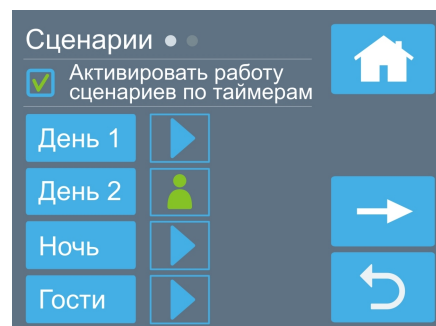 Сценарии
Активировать работу
сценариев по таймерам
День 1
День 2
Ночь
Гости